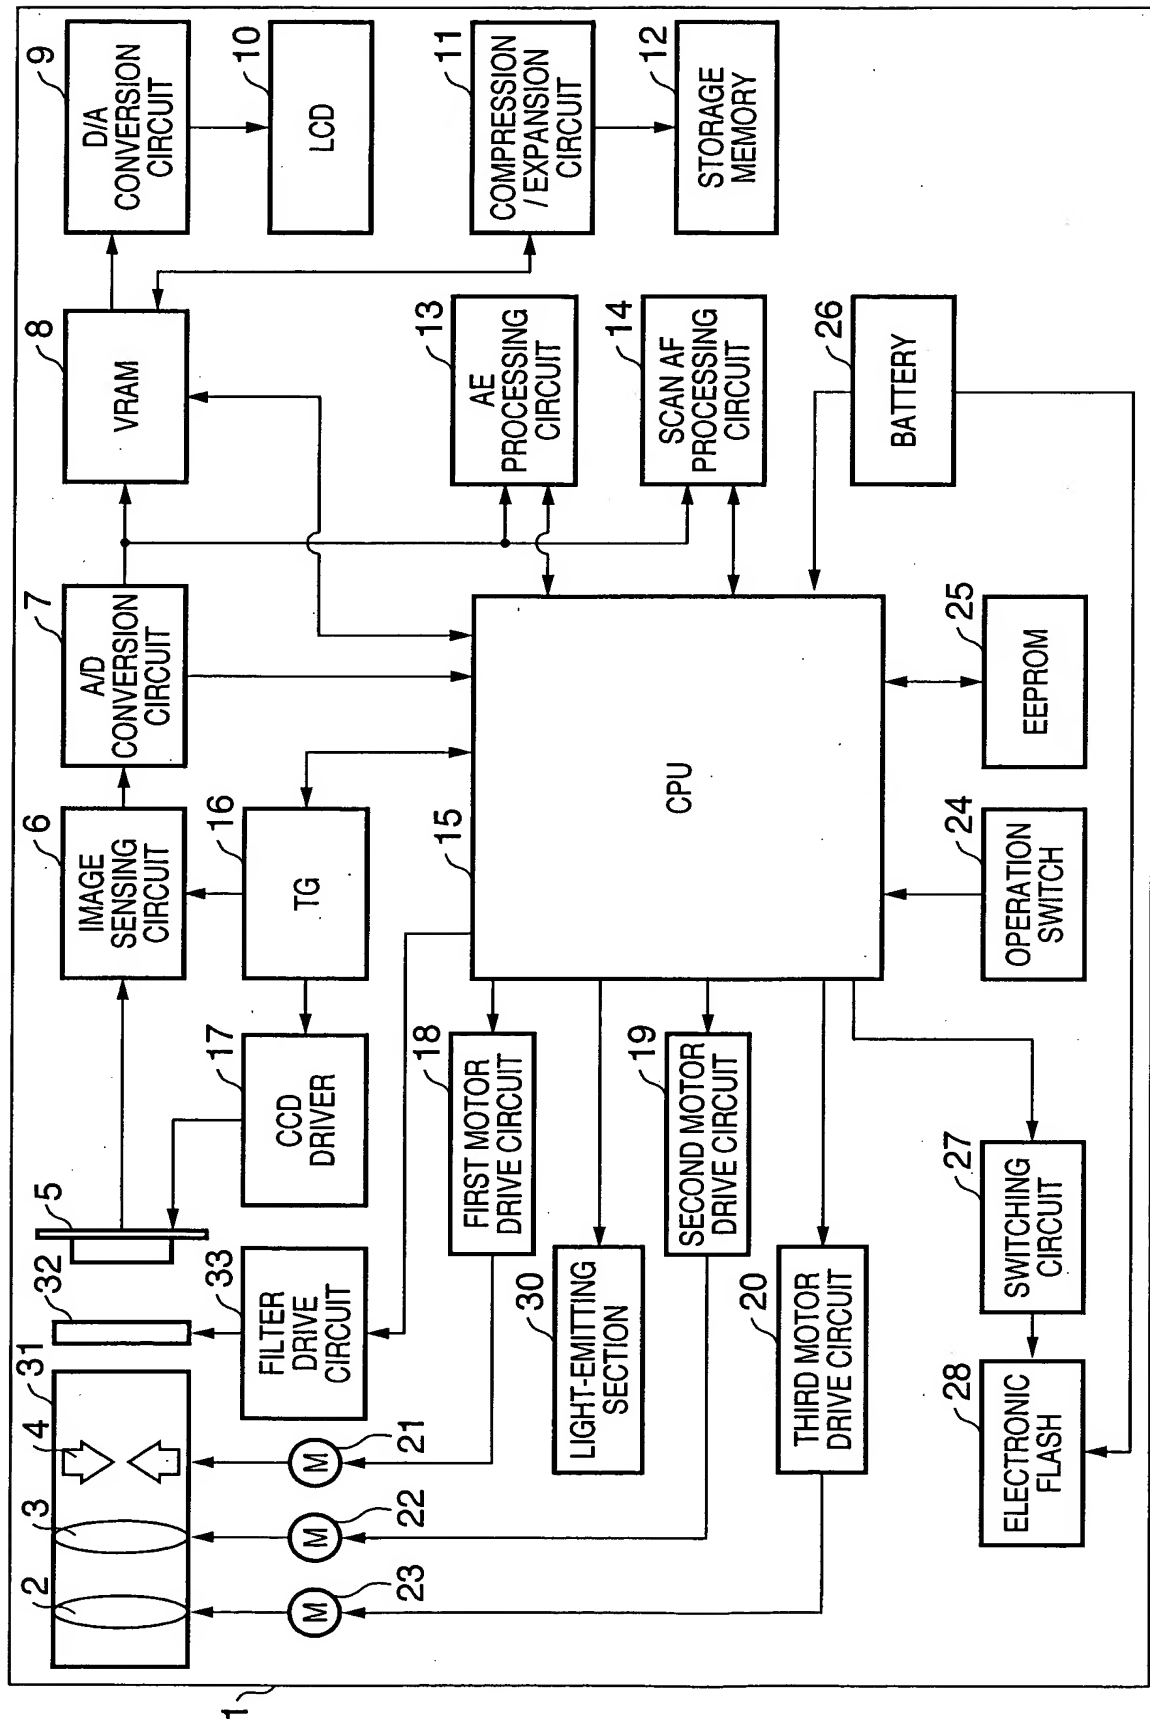 1
2
3
4
31
32
5
6
IMAGE
SENSING
CIRCUIT
7
A/D
CONVERSION
CIRCUIT
8
VRAM
9
D/A
CONVERSION
CIRCUIT
10
LCD
11
COMPRESSION
/ EXPANSION
CIRCUIT
12
STORAGE
MEMORY
13
AE
PROCESSING
CIRCUIT
14
SCAN AF
PROCESSING
CIRCUIT
15
CPU
16
TG
17
CCD
DRIVER
33
FILTER
DRIVE
CIRCUIT
M
21
M
22
M
23
18
FIRST MOTOR
DRIVE CIRCUIT
30
LIGHT-EMITTING
SECTION
19
SECOND MOTOR
DRIVE CIRCUIT
20
THIRD MOTOR
DRIVE CIRCUIT
24
OPERATION
SWITCH
25
EEPROM
26
BATTERY
27
SWITCHING
CIRCUIT
28
ELECTRONIC
FLASH